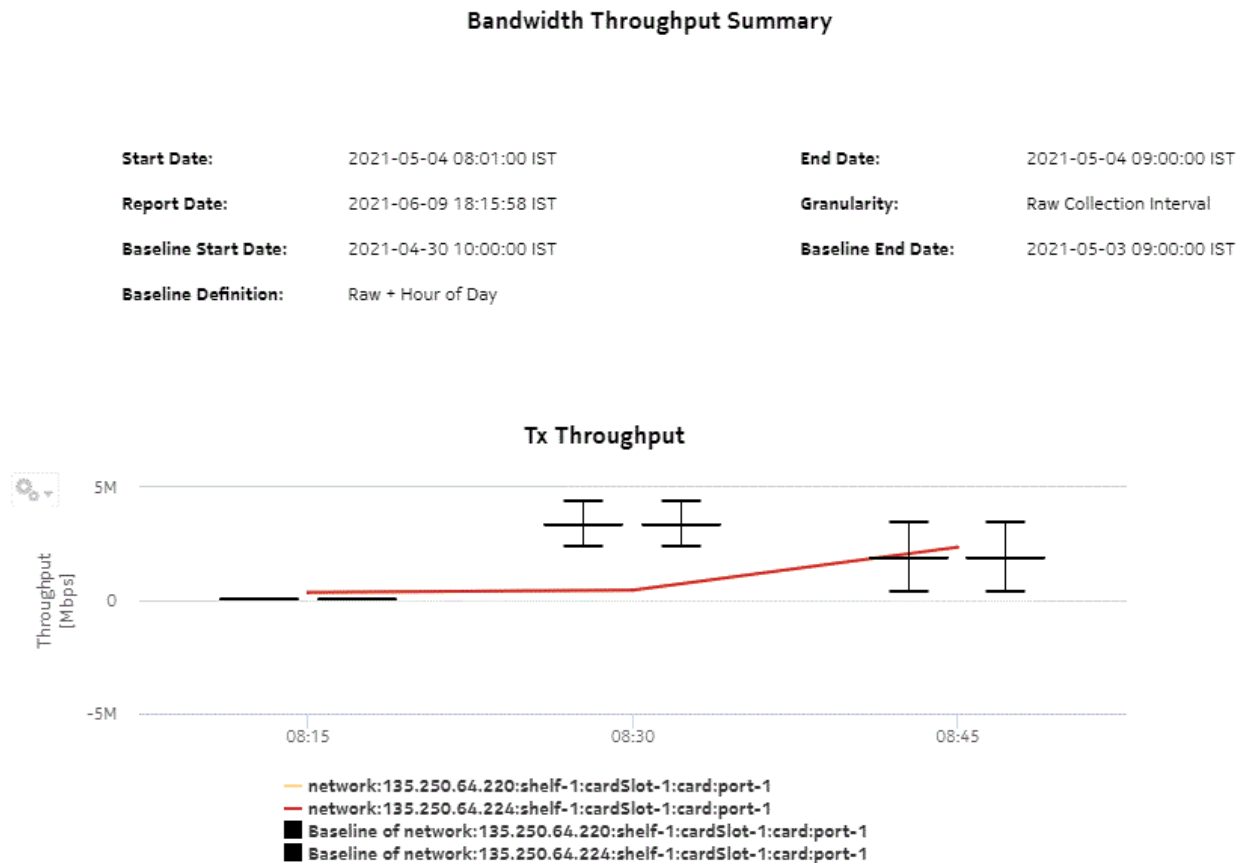 Bandwidth Throughput Summary
Start Date: 2021-05-04 08:01:00 IST End Date: 2021-05-04 09:00:00 IST
Report Date: 2021-06-09 18:15:58 IST Granularity: Raw Collection Interval
Baseline Start Date: 2021-04-30 10:00:00 IST Baseline End Date: 2021-05-03 09:00:00 IST
Baseline Definition: Raw + Hour of Day
Tx Throughput
5M
0
-5M
Throughput
[Mbps]
08:15 08:30 08:45
network:135.250.64.220:shelf-1:cardSlot-1:card:port-1
network:135.250.64.224:shelf-1:cardSlot-1:card:port-1
Baseline of network:135.250.64.220:shelf-1:cardSlot-1:card:port-1
Baseline of network:135.250.64.224:shelf-1:cardSlot-1:card:port-1